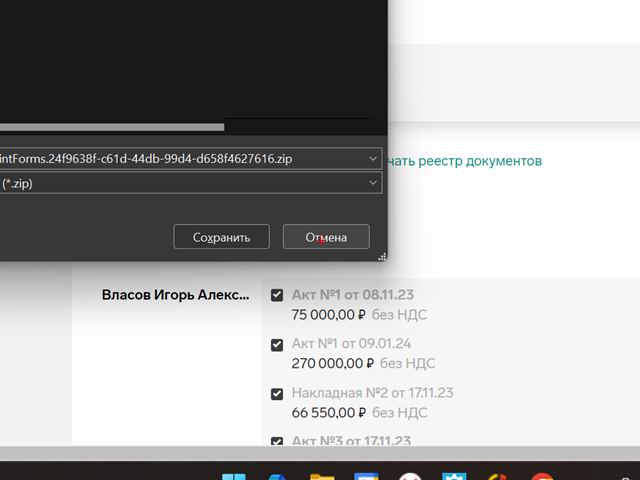 intForms.24f9638f-c61d-44db-99d4-d658f4627616.zip
(*.zip)
чать реестр документов
Сохранить
Отмена
Власов Игорь Алекс...
Акт №1 от 08.11.23
75 000,00 ₽ без НДС
Акт №1 от 09.01.24
270 000,00 ₽ без НДС
Накладная №2 от 17.11.23
66 550,00 ₽ без НДС
Акт №3 от 17.11.23